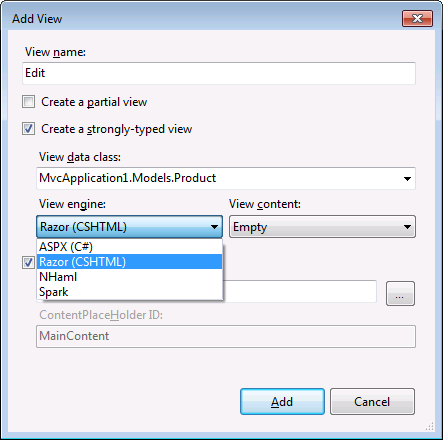 Add View
View name:
Edit
Create a partial view
Create a strongly-typed view
View data class:
MvcApplication1.Models.Product
View engine: View content:
Razor (CSHTML) Empty
ASPX (C#)
Razor (CSHTML)
NHaml
Spark
...
ContentPlaceHolder ID:
MainContent
Add Cancel